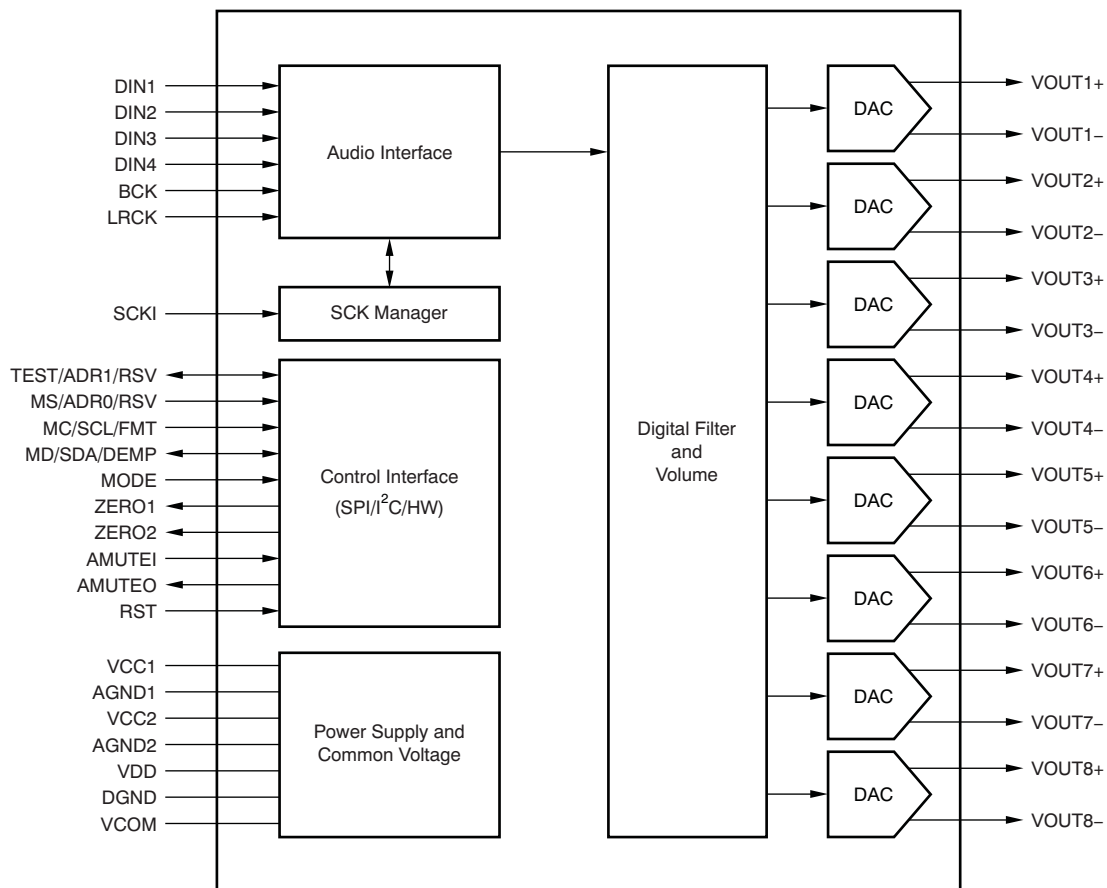 DIN1
DIN2
DIN3
DIN4
BCK
LRCK
Audio Interface
SCKI
SCK Manager
TEST/ADR1/RSV
MS/ADR0/RSV
MC/SCL/FMT
MD/SDA/DEMP
MODE
ZERO1
ZERO2
AMUTEI
AMUTEO
RST
Control Interface
(SPI/I²C/HW)
VCC1
AGND1
VCC2
AGND2
VDD
DGND
VCOM
Power Supply and
Common Voltage
Digital Filter
and
Volume
DAC
VOUT1+
VOUT1−
DAC
VOUT2+
VOUT2−
DAC
VOUT3+
VOUT3−
DAC
VOUT4+
VOUT4−
DAC
VOUT5+
VOUT5−
DAC
VOUT6+
VOUT6−
DAC
VOUT7+
VOUT7−
DAC
VOUT8+
VOUT8−